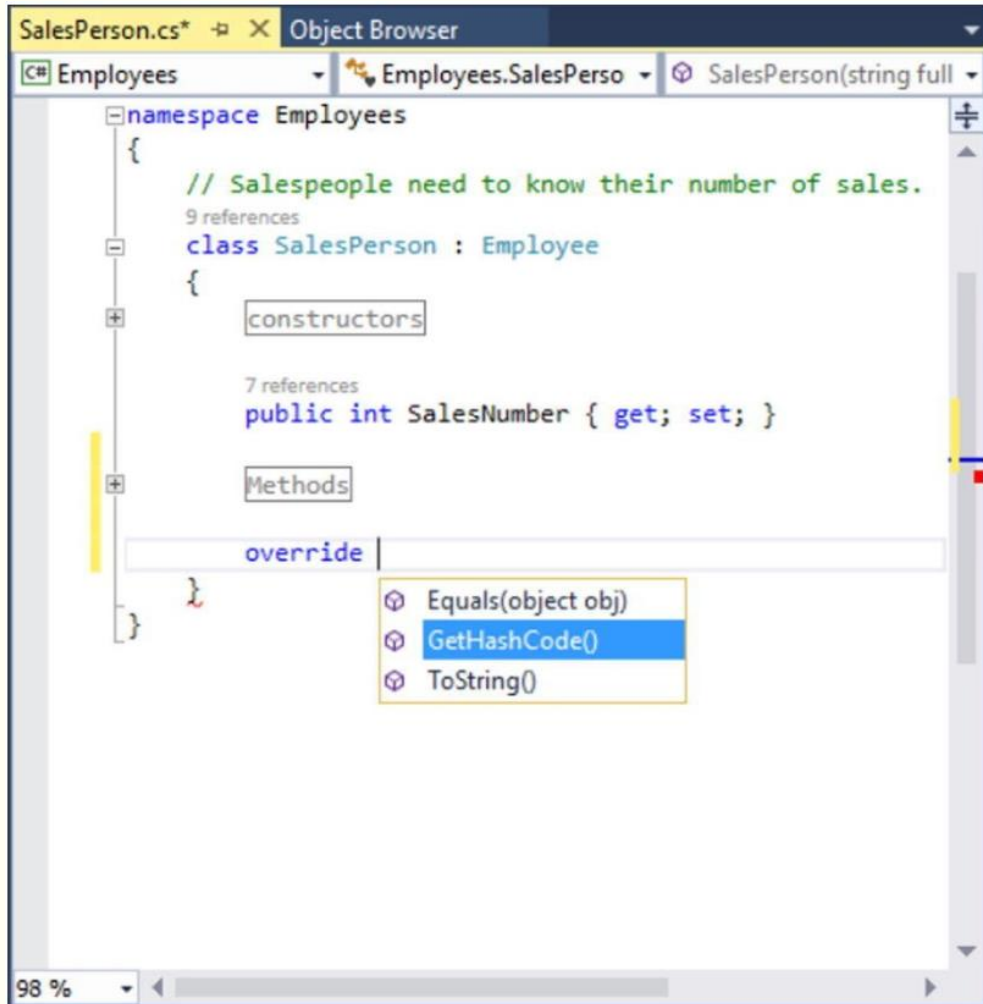 SalesPerson.cs* Object Browser
C# Employees Employees.SalesPerso SalesPerson(string full
namespace Employees
{
// Salespeople need to know their number of sales.
9 references
class SalesPerson : Employee
{
constructors
7 references
public int SalesNumber { get; set; }
Methods
override
}
Equals(object obj)
GetHashCode()
ToString()
}
98 %